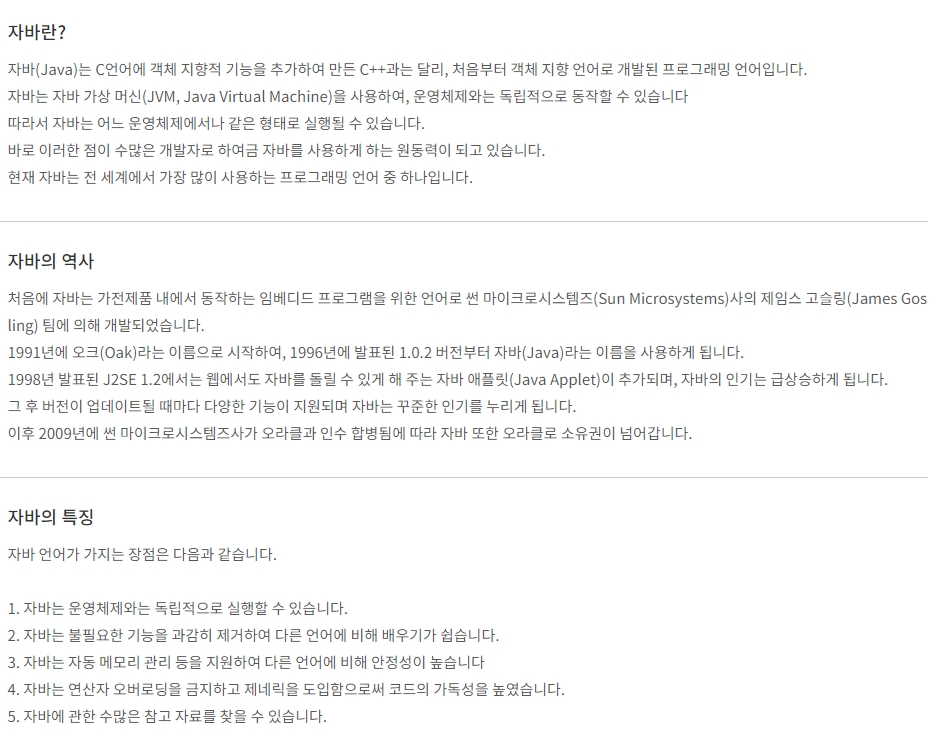 자바란?
자바(Java)는 C언어에 객체 지향적 기능을 추가하여 만든 C++과는 달리, 처음부터 객체 지향 언어로 개발된 프로그래밍 언어입니다.
자바는 자바 가상 머신(JVM, Java Virtual Machine)을 사용하여, 운영체제와는 독립적으로 동작할 수 있습니다
따라서 자바는 어느 운영체제에서나 같은 형태로 실행될 수 있습니다.
바로 이러한 점이 수많은 개발자로 하여금 자바를 사용하게 하는 원동력이 되고 있습니다.
현재 자바는 전 세계에서 가장 많이 사용하는 프로그래밍 언어 중 하나입니다.
자바의 역사
처음에 자바는 가전제품 내에서 동작하는 임베디드 프로그램을 위한 언어로 썬 마이크로시스템즈(Sun Microsystems)사의 제임스 고슬링(James Gos
ling) 팀에 의해 개발되었습니다.
1991년에 오크(Oak)라는 이름으로 시작하여, 1996년에 발표된 1.0.2 버전부터 자바(Java)라는 이름을 사용하게 됩니다.
1998년 발표된 J2SE 1.2에서는 웹에서도 자바를 돌릴 수 있게 해 주는 자바 애플릿(Java Applet)이 추가되며, 자바의 인기는 급상승하게 됩니다.
그 후 버전이 업데이트될 때마다 다양한 기능이 지원되며 자바는 꾸준한 인기를 누리게 됩니다.
이후 2009년에 썬 마이크로시스템즈사가 오라클과 인수 합병됨에 따라 자바 또한 오라클로 소유권이 넘어갑니다.
자바의 특징
자바 언어가 가지는 장점은 다음과 같습니다.
1. 자바는 운영체제와는 독립적으로 실행할 수 있습니다.
2. 자바는 불필요한 기능을 과감히 제거하여 다른 언어에 비해 배우기가 쉽습니다.
3. 자바는 자동 메모리 관리 등을 지원하여 다른 언어에 비해 안정성이 높습니다
4. 자바는 연산자 오버로딩을 금지하고 제네릭을 도입함으로써 코드의 가독성을 높였습니다.
5. 자바에 관한 수많은 참고 자료를 찾을 수 있습니다.